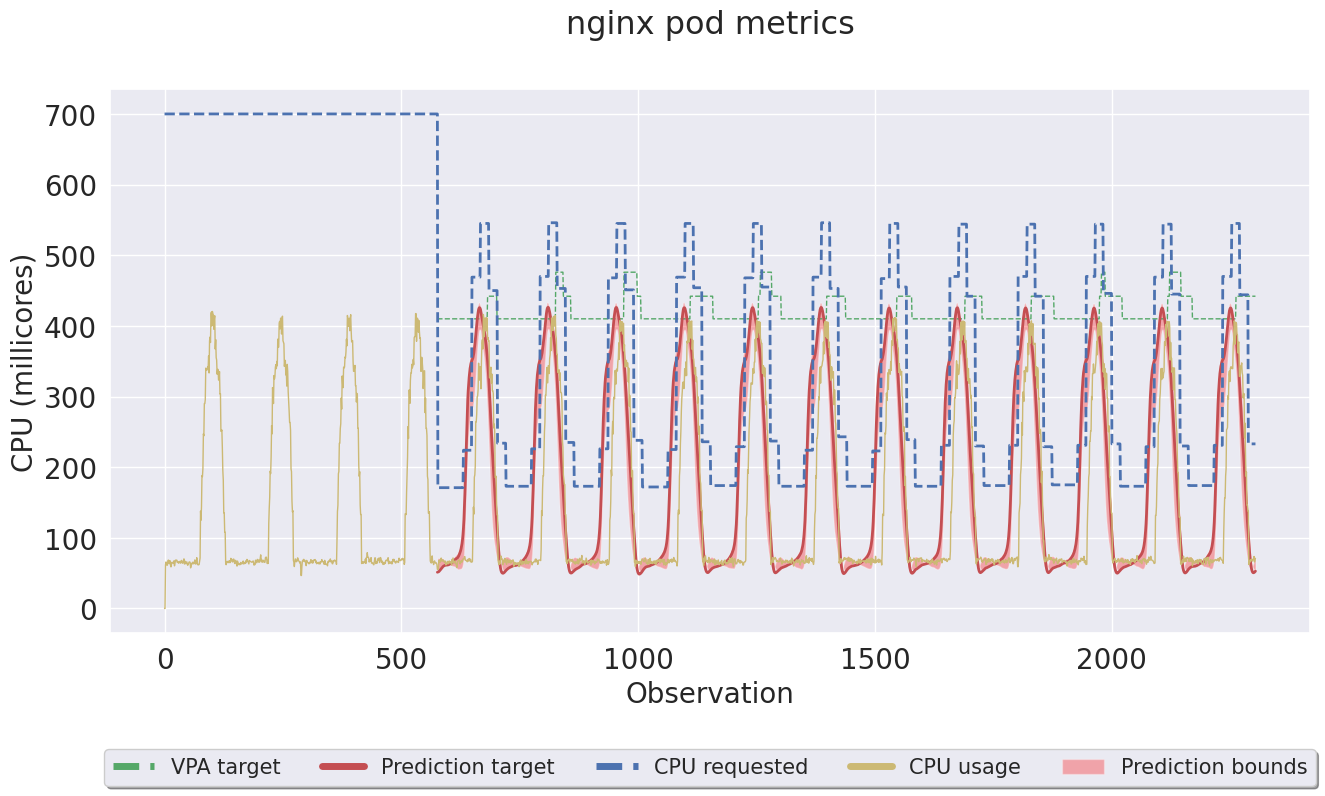 nginx pod metrics
700
600
500
400
300
200
100
0
CPU (millicores)
0 500 1000 1500 2000
Observation
VPA target Prediction target CPU requested CPU usage Prediction bounds